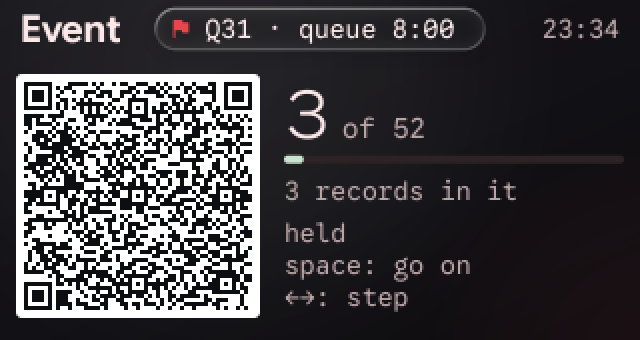 Event
Q31 · queue 8:00
23:34
3 of 52
3 records in it
held
space: go on
↔: step